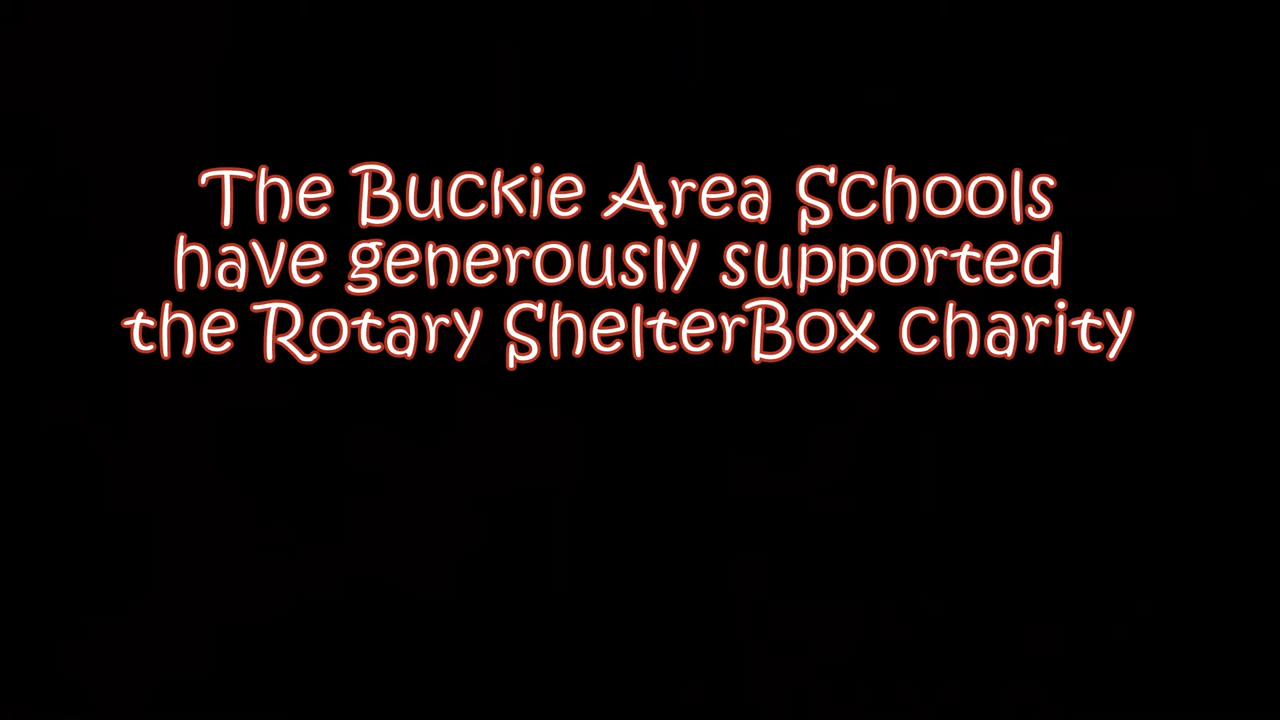 The Buckie Area Schools
have generously supported
the Rotary ShelterBox charity